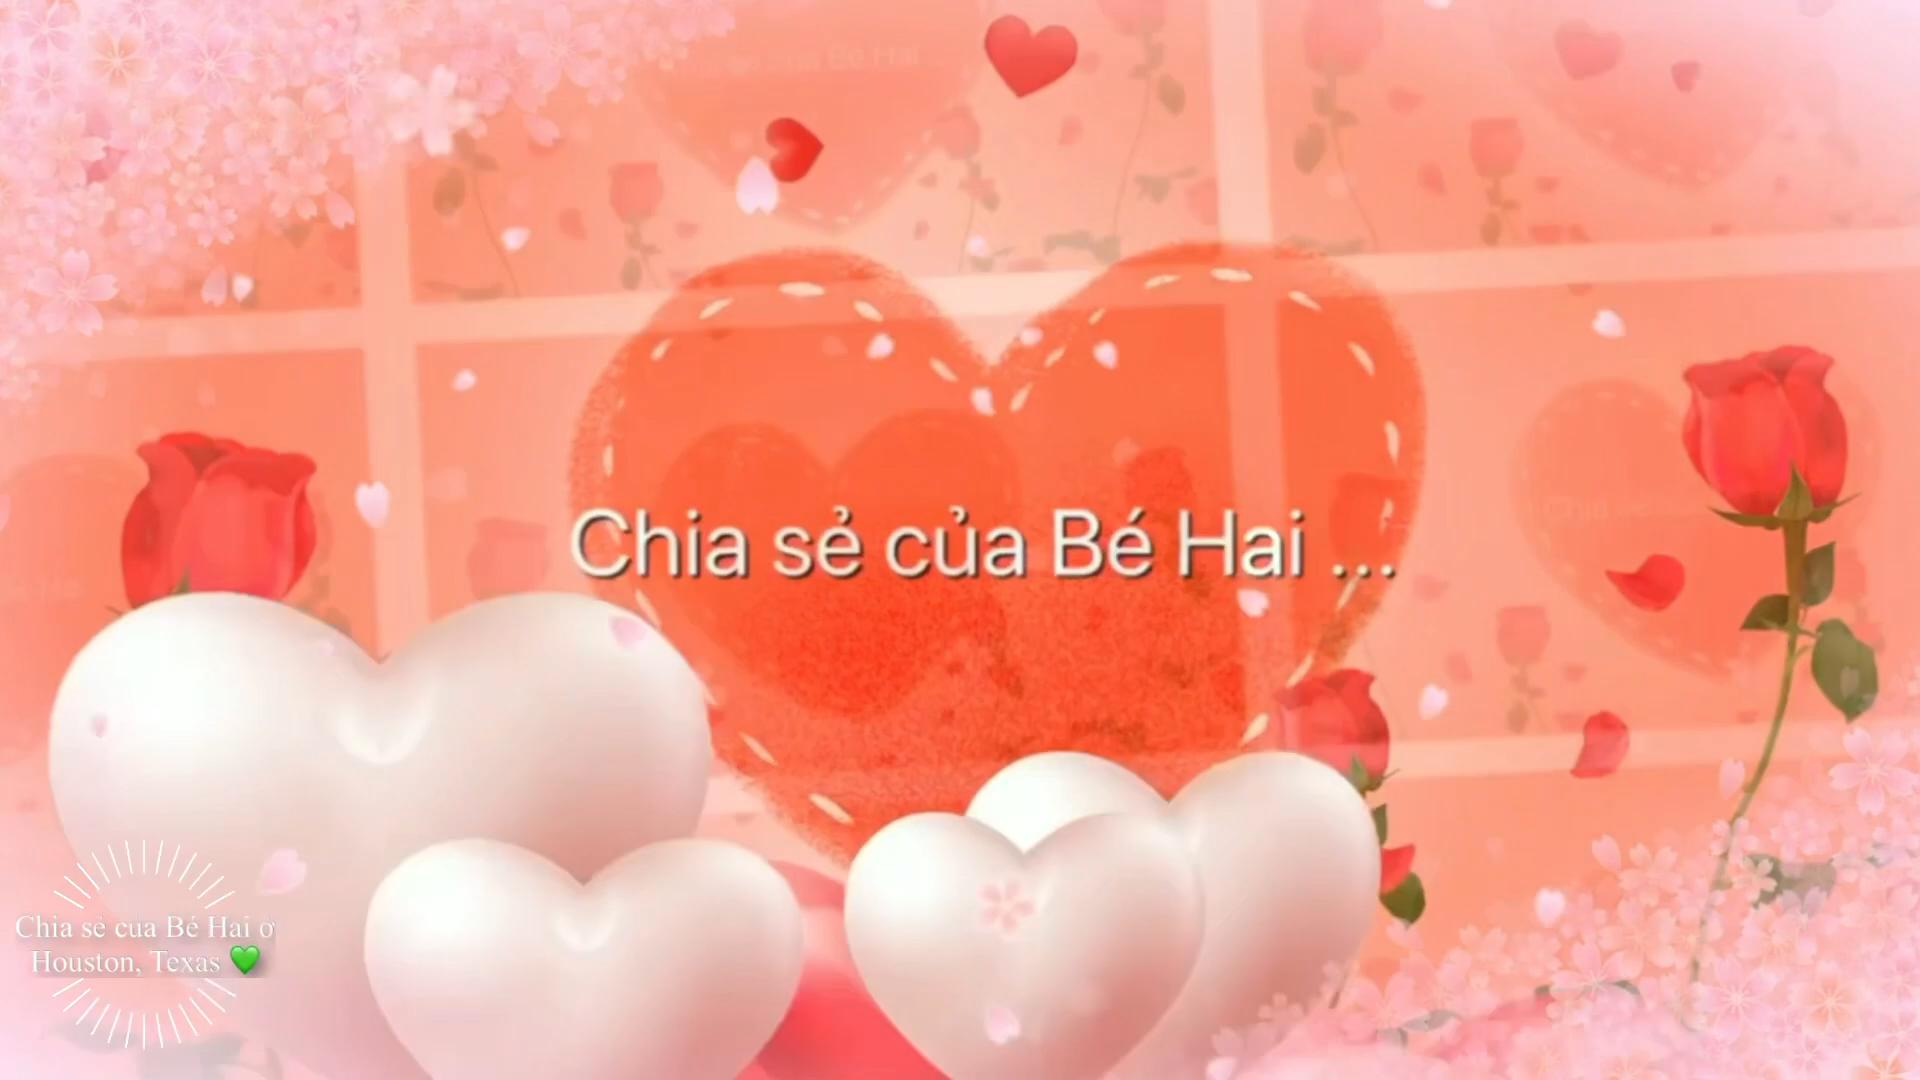 Chia sẻ của Bé Hai ...
Chia sẻ của Bé Hai ở
Houston, Texas 💚